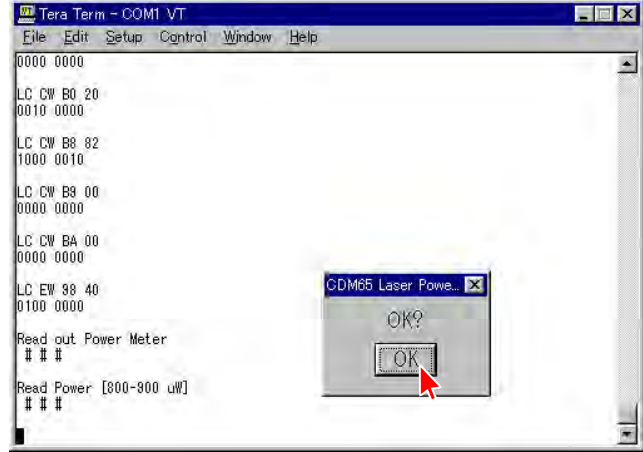 Tera Term - COM1 VT
File Edit Setup Control Window Help
0000 0000
LC CW B0 20
0010 0000
LC CW B8 82
1000 0010
LC CW B9 00
0000 0000
LC CW BA 00
0000 0000
LC EW 98 40
0100 0000
Read out Power Meter
# # #
Read Power [800-900 uW]
# # #
CDM65 Laser Powe...
OK?
OK